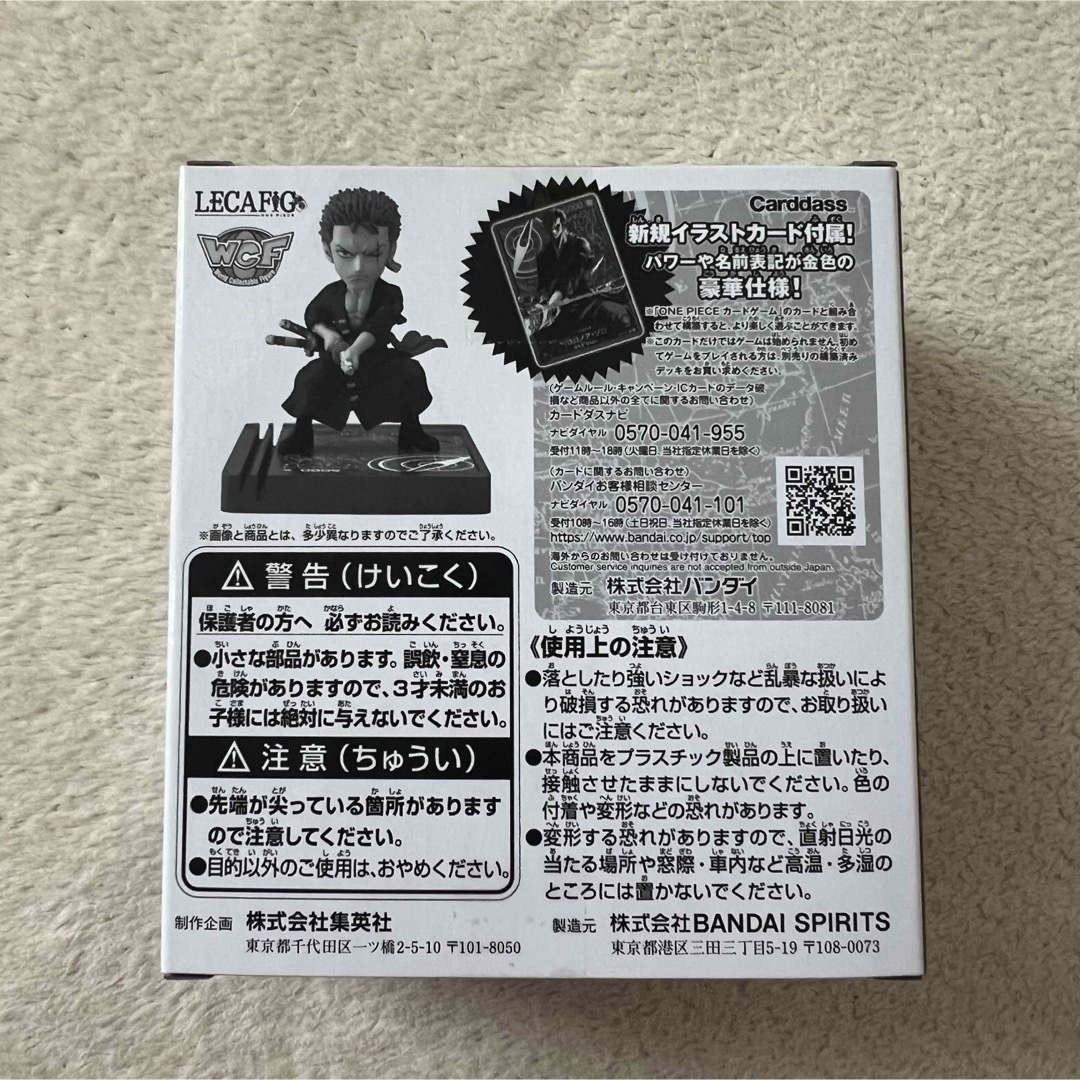 LECAFIG
ONE PIECE
WCF
World Collectable Figure
※画像と商品とは、多少異なりますのでご了承ください。
⚠ 警告(けいこく)
保護者の方へ 必ずお読みください。
●小さな部品があります。誤飲・窒息の
危険がありますので、3才未満のお
子様には絶対に与えないでください。
⚠ 注意(ちゅうい)
●先端が尖っている箇所があります
ので注意してください。
●目的以外のご使用は、おやめください。
制作企画 株式会社集英社
東京都千代田区一ツ橋2-5-10 〒101-8050
Carddass
新規イラストカード付属!
パワーや名前表記が金色の
豪華仕様!
※「ONE PIECE カードゲーム」のカードと組み合
わせて構築すると、より楽しく遊ぶことができます。
※このカードだけではゲームは始められません。初め
てゲームをプレイされる方は、別売りの構築済み
デッキをお買い求めください。
(ゲームルール・キャンペーン・ICカードのデータ破
損など商品以外の全てに関するお問い合わせ)
カードダスナビ
ナビダイヤル 0570-041-955
受付11時~18時(火曜日、当社指定休業日を除く)
(カードに関するお問い合わせ)
バンダイお客様相談センター
ナビダイヤル 0570-041-101
受付10時~16時(土日祝日、当社指定休業日を除く)
https://www.bandai.co.jp/support/top
海外からのお問い合わせは受け付けておりません。
Customer service inquiries are not accepted from outside Japan.
製造元 株式会社バンダイ
東京都台東区駒形1-4-8 〒111-8081
《使用上の注意》
●落としたり強いショックなど乱暴な扱いによ
り破損する恐れがありますので、お取り扱い
にはご注意ください。
●本商品をプラスチック製品の上に置いたり、
接触させたままにしないでください。色の
付着や変形などの恐れがあります。
●変形する恐れがありますので、直射日光の
当たる場所や窓際・車内など高温・多湿の
ところには置かないでください。
製造元 株式会社BANDAI SPIRITS
東京都港区三田三丁目5-19 〒108-0073